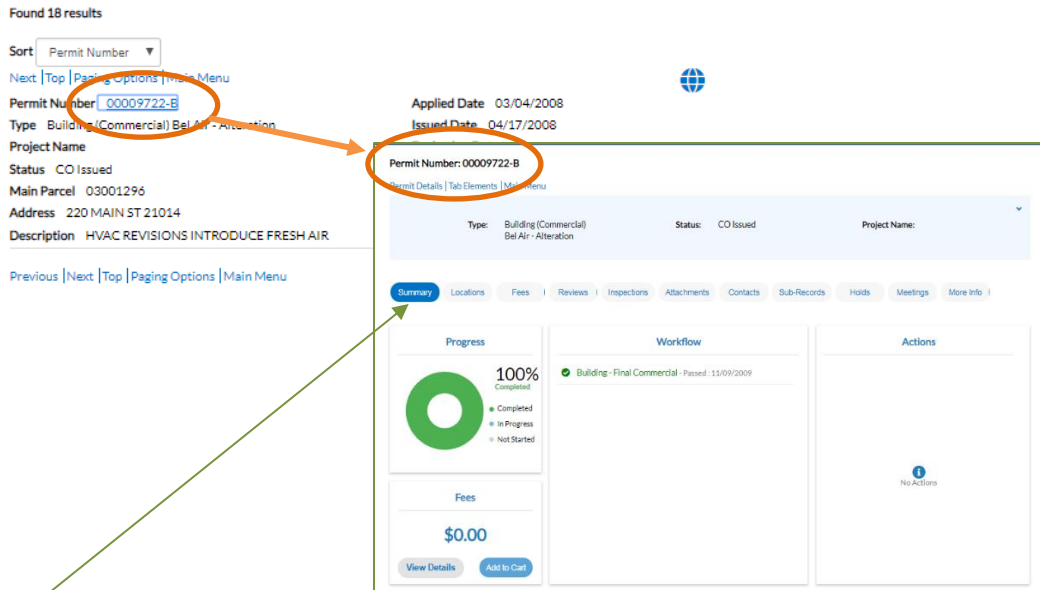 Found 18 results
Sort Permit Number ▼
Next | Top | Paging Options | Main Menu
Permit Number 00009722-B
Applied Date 03/04/2008
Type Building (Commercial) Bel Air - Alteration
Issued Date 04/17/2008
Project Name
Status CO Issued
Main Parcel 03001296
Address 220 MAIN ST 21014
Description HVAC REVISIONS INTRODUCE FRESH AIR
Previous | Next | Top | Paging Options | Main Menu
Permit Number: 00009722-B
Permit Details | Tab Elements | Main Menu
Type: Building (Commercial) Status: CO Issued Project Name:
Bel Air - Alteration
Summary Locations Fees Reviews Inspections Attachments Contacts Sub-Records Holds Meetings More Info
Progress
100%
Completed
Completed
In Progress
Not Started
Workflow
Building - Final Commercial - Passed : 11/09/2009
Actions
No Actions
Fees
$0.00
View Details Add to Cart